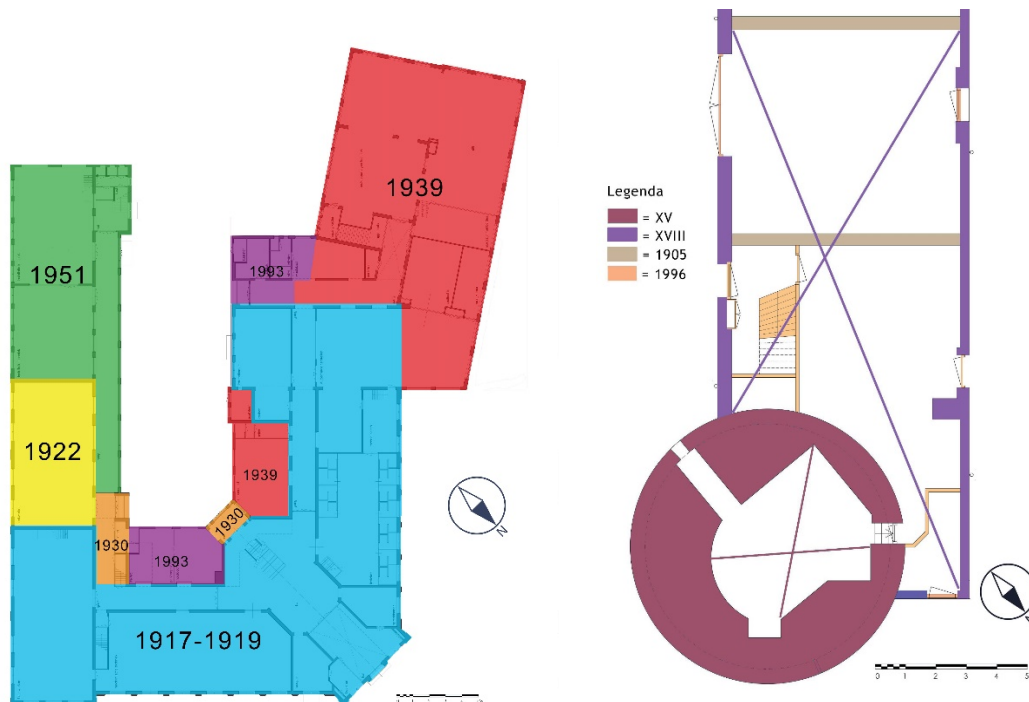 1939
1951
1993
1922
1939
1930
1930
1993
1917-1919
N
Legenda
= XV
= XVIII
= 1905
= 1996
N
0 1 2 3 4 5